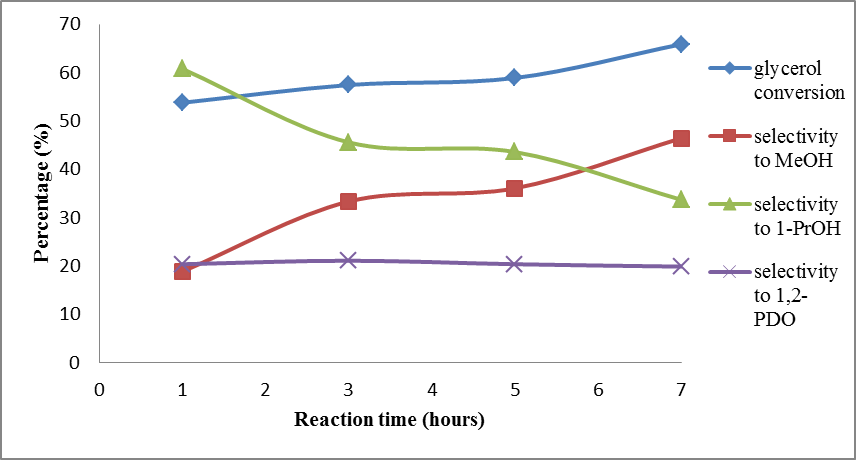 70
60
50
40
30
20
10
0
Percentage (%)
0 1 2 3 4 5 6 7
Reaction time (hours)
glycerol
conversion
selectivity
to MeOH
selectivity
to 1-PrOH
selectivity
to 1,2-
PDO